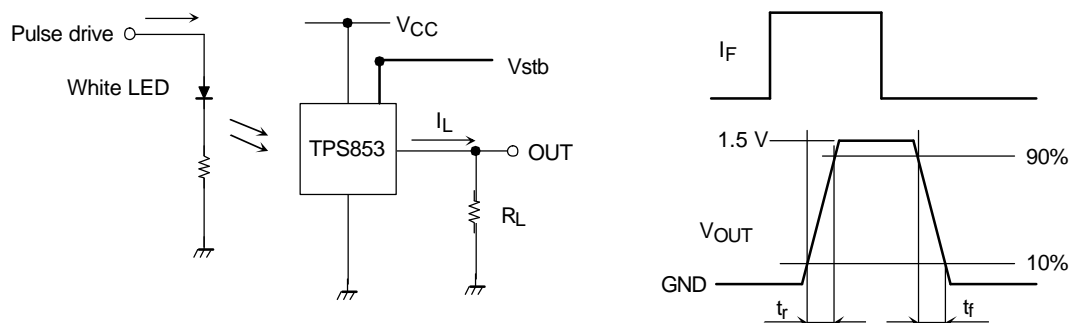 Pulse drive
White LED
VCC
Vstb
TPS853
IL
OUT
RL
IF
1.5 V
90%
VOUT
10%
GND
tr
tf